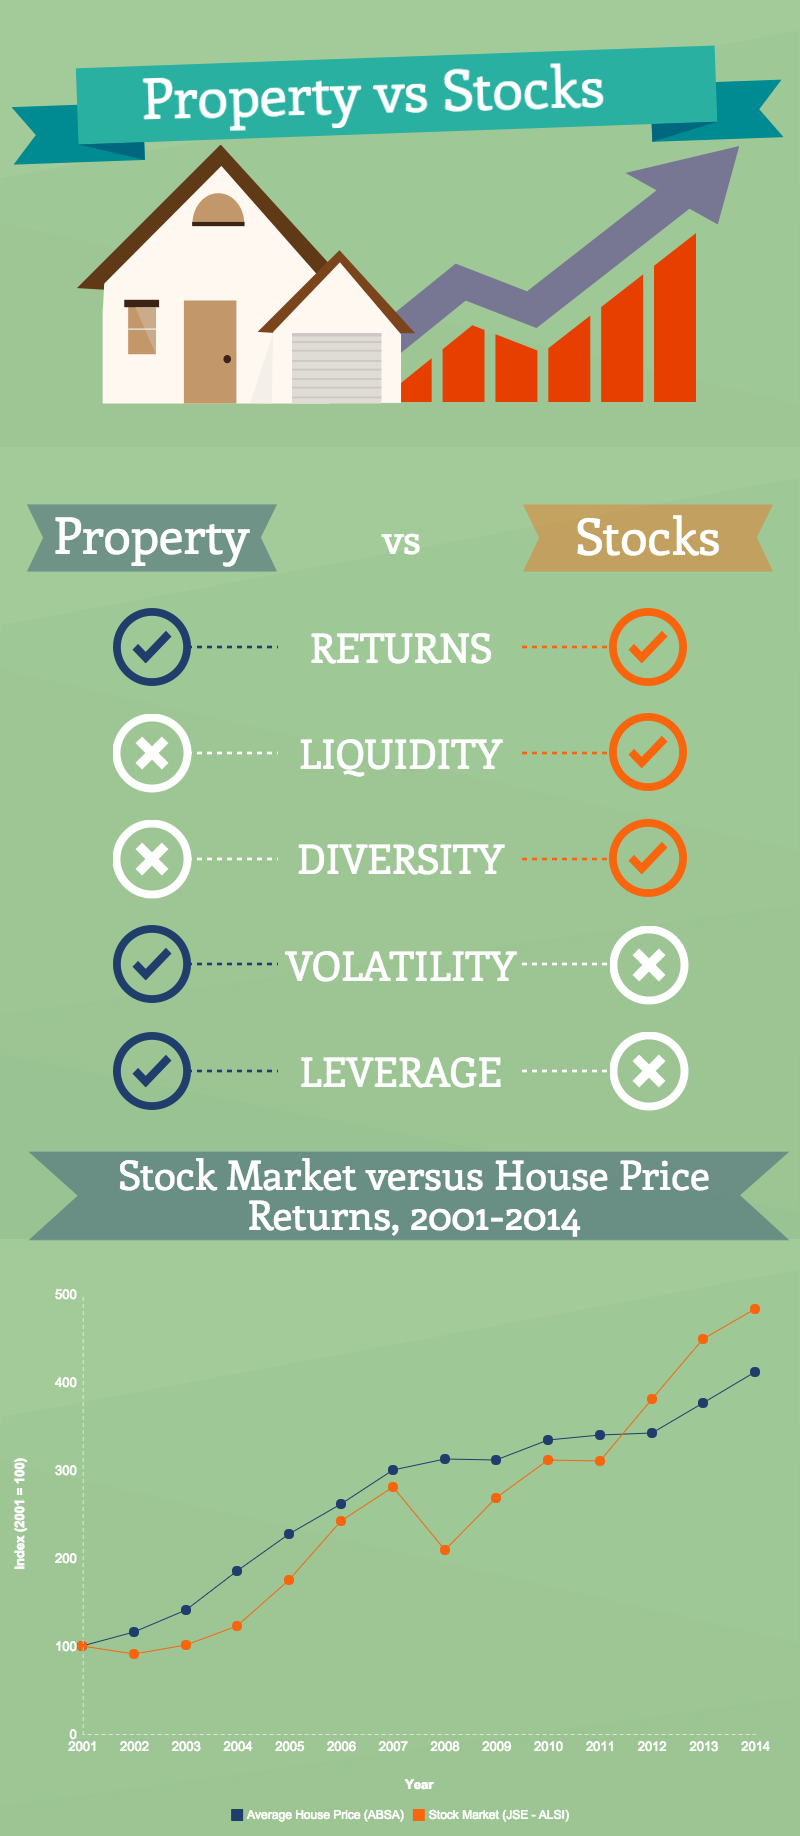 Property vs Stocks
Property vs Stocks
RETURNS
LIQUIDITY
DIVERSITY
VOLATILITY
LEVERAGE
Stock Market versus House Price
Returns, 2001-2014
500
400
300
200
100
0
Index (2001 = 100)
2001 2002 2003 2004 2005 2006 2007 2008 2009 2010 2011 2012 2013 2014
Year
Average House Price (ABSA) Stock Market (JSE - ALSI)